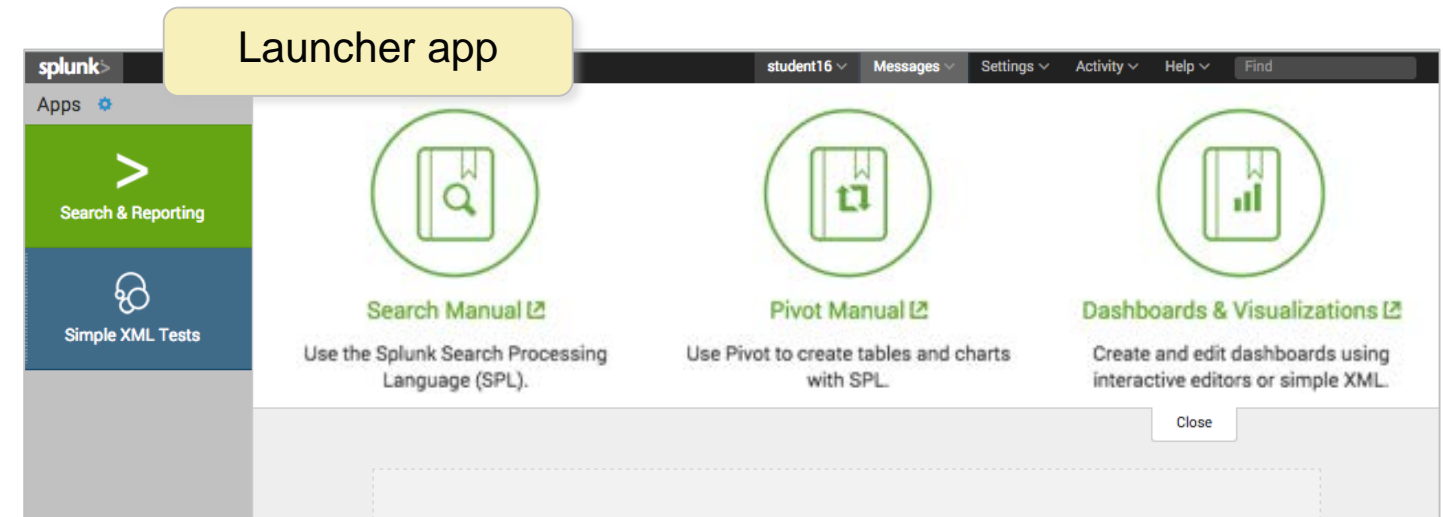 Launcher app
splunk>
student16 Messages Settings Activity Help Find
Apps
>
Search & Reporting
Simple XML Tests
Search Manual
Use the Splunk Search Processing
Language (SPL).
Pivot Manual
Use Pivot to create tables and charts
with SPL.
Dashboards & Visualizations
Create and edit dashboards using
interactive editors or simple XML.
Close